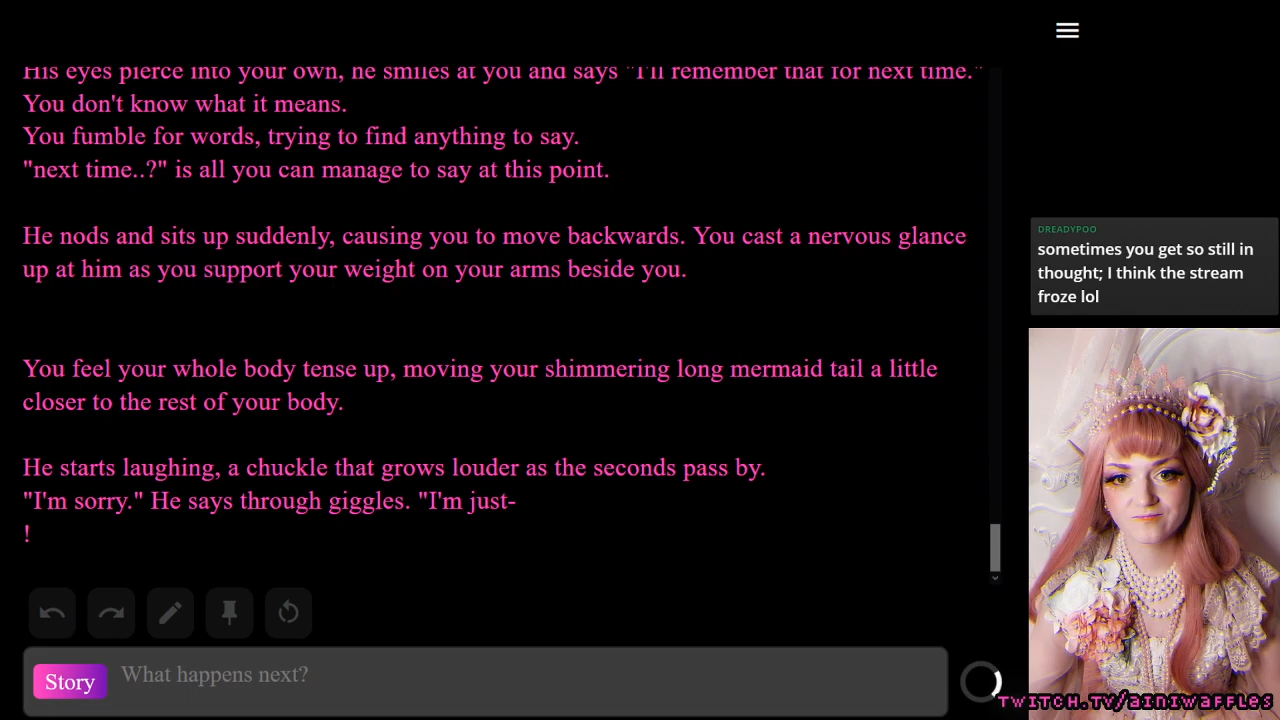 His eyes pierce into your own, he smiles at you and says "I'll remember that for next time."
You don't know what it means.
You fumble for words, trying to find anything to say.
"next time..?" is all you can manage to say at this point.
He nods and sits up suddenly, causing you to move backwards. You cast a nervous glance
up at him as you support your weight on your arms beside you.
You feel your whole body tense up, moving your shimmering long mermaid tail a little
closer to the rest of your body.
He starts laughing, a chuckle that grows louder as the seconds pass by.
"I'm sorry." He says through giggles. "I'm just-
!
Story
What happens next?
DREADYPOO
sometimes you get so still in
thought; I think the stream
froze lol
TWITCH.TV/AINIWAFFLES